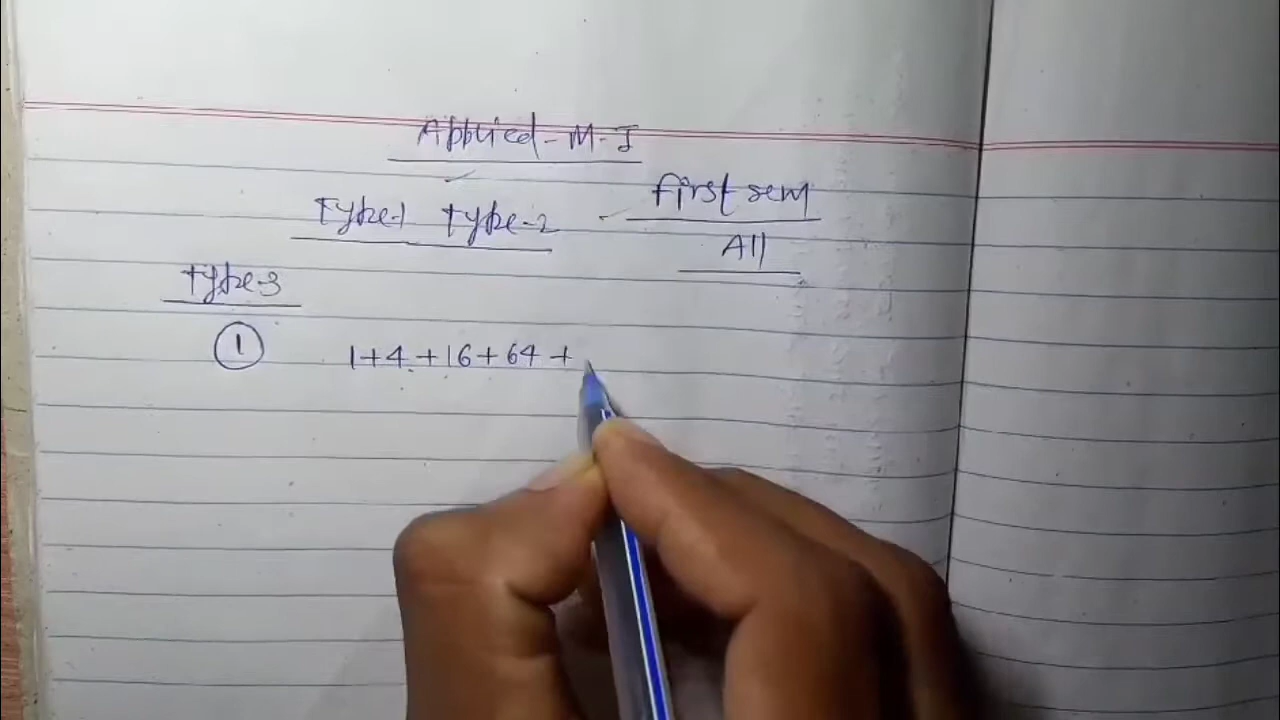 Applied-M-I
Type-1 Type-2
First sem
All
Type-3
1 1+4+16+64+